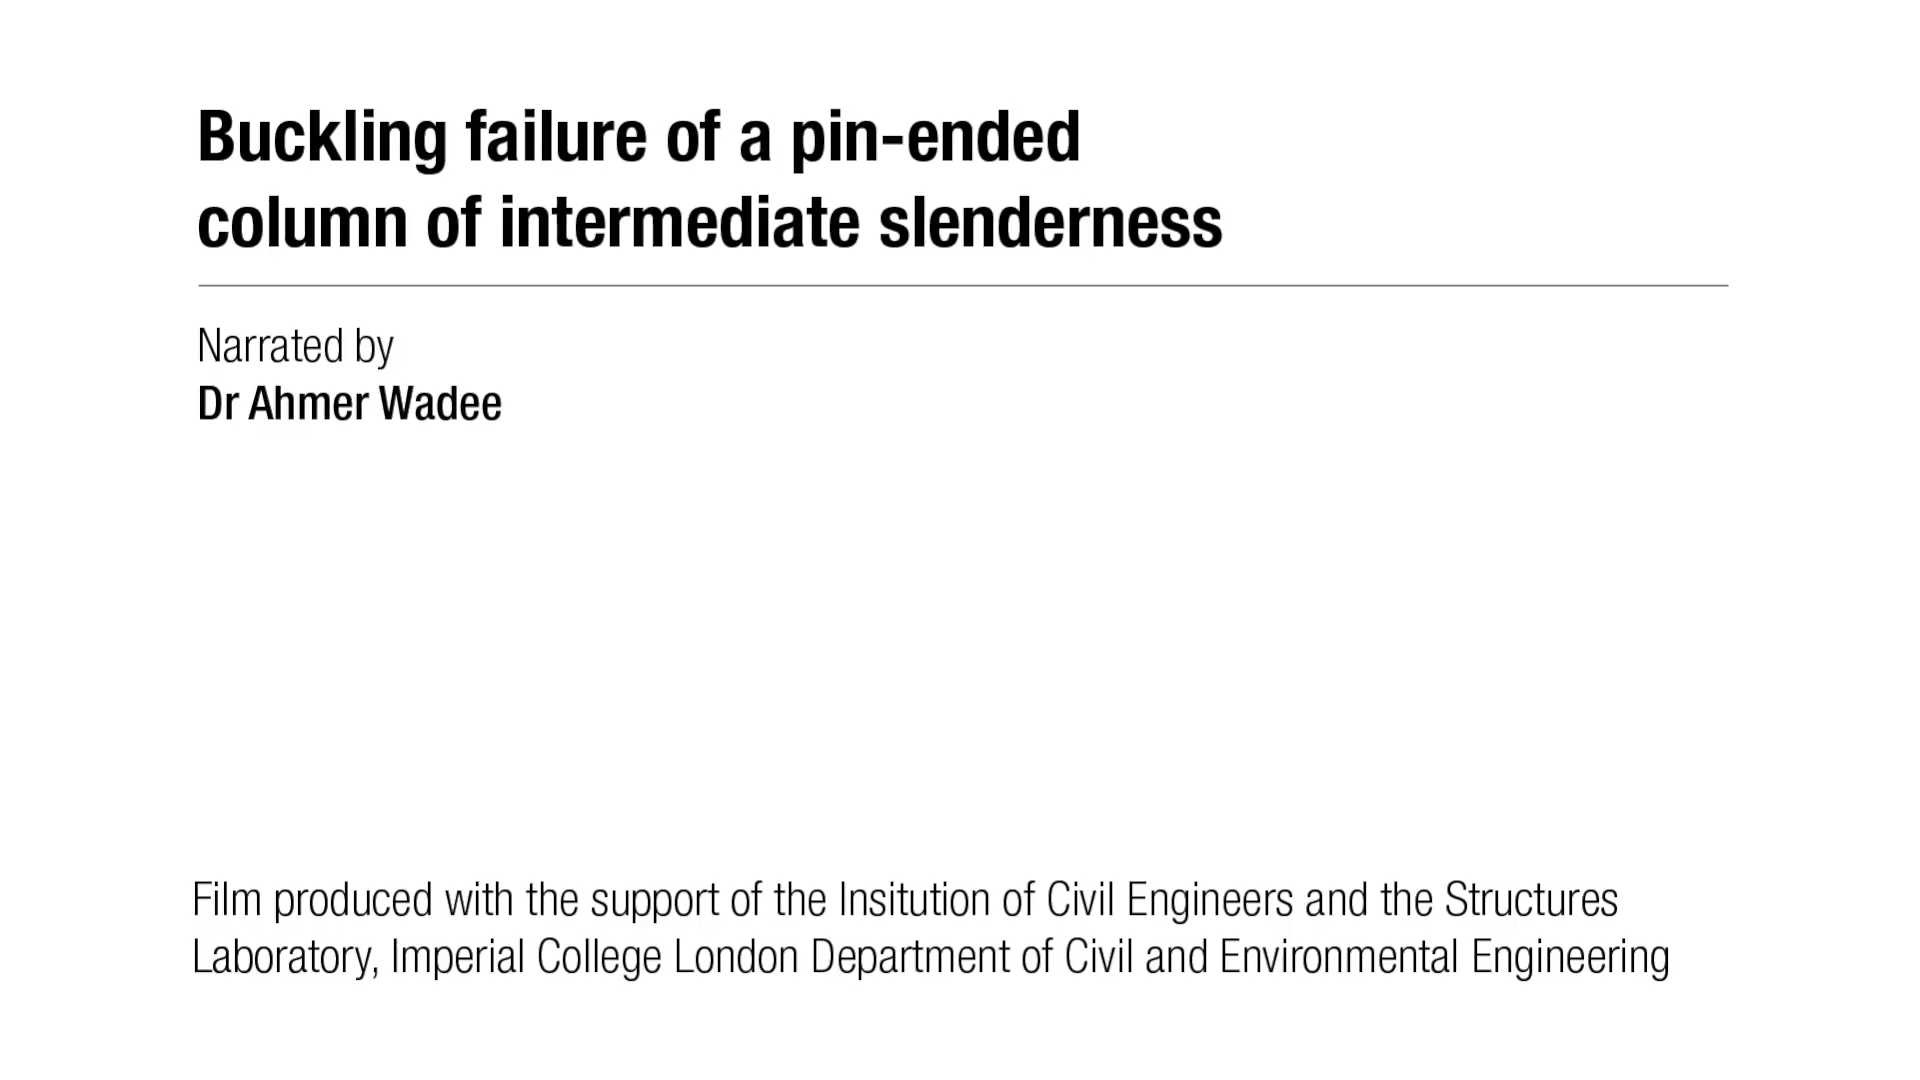 Buckling failure of a pin-ended
column of intermediate slenderness
Narrated by
Dr Ahmer Wadee
Film produced with the support of the Insitution of Civil Engineers and the Structures
Laboratory, Imperial College London Department of Civil and Environmental Engineering